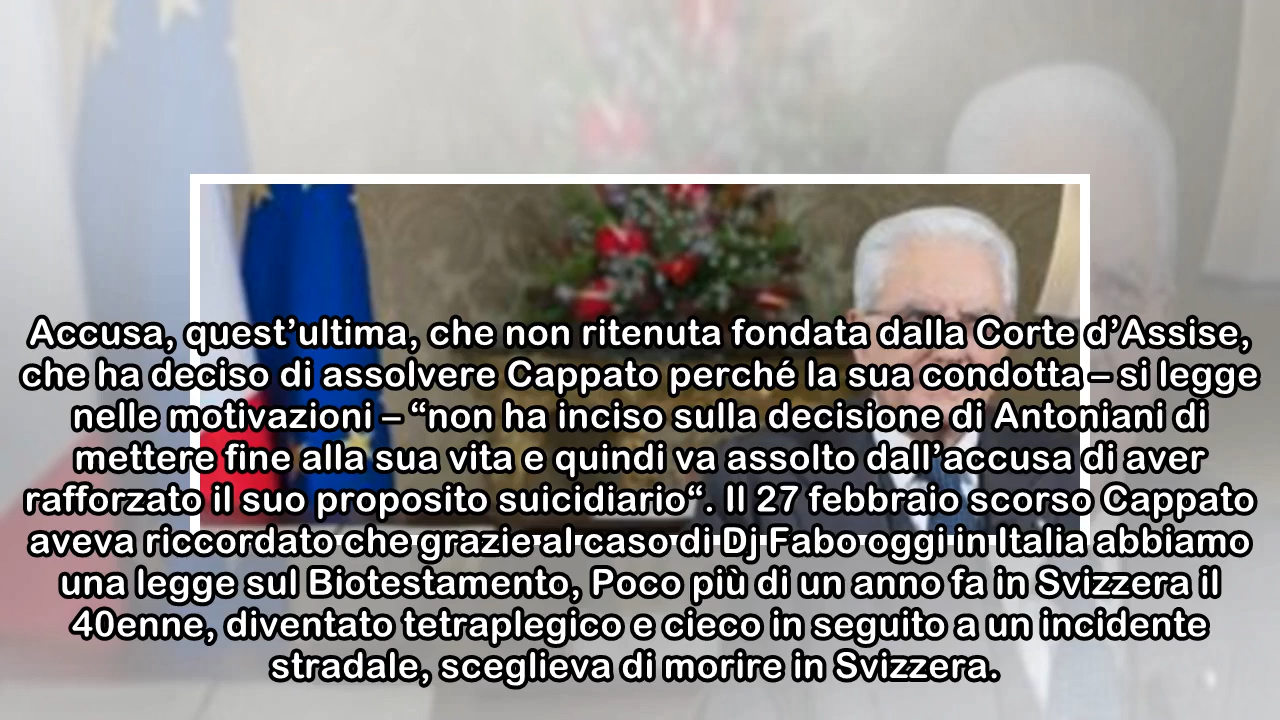 Accusa, quest’ultima, che non ritenuta fondata dalla Corte d’Assise,
che ha deciso di assolvere Cappato perché la sua condotta – si legge
nelle motivazioni – “non ha inciso sulla decisione di Antoniani di
mettere fine alla sua vita e quindi va assolto dall’accusa di aver
rafforzato il suo proposito suicidiario“. Il 27 febbraio scorso Cappato
aveva riccordato che grazie al caso di Dj Fabo oggi in Italia abbiamo
una legge sul Biotestamento, Poco più di un anno fa in Svizzera il
40enne, diventato tetraplegico e cieco in seguito a un incidente
stradale, sceglieva di morire in Svizzera.